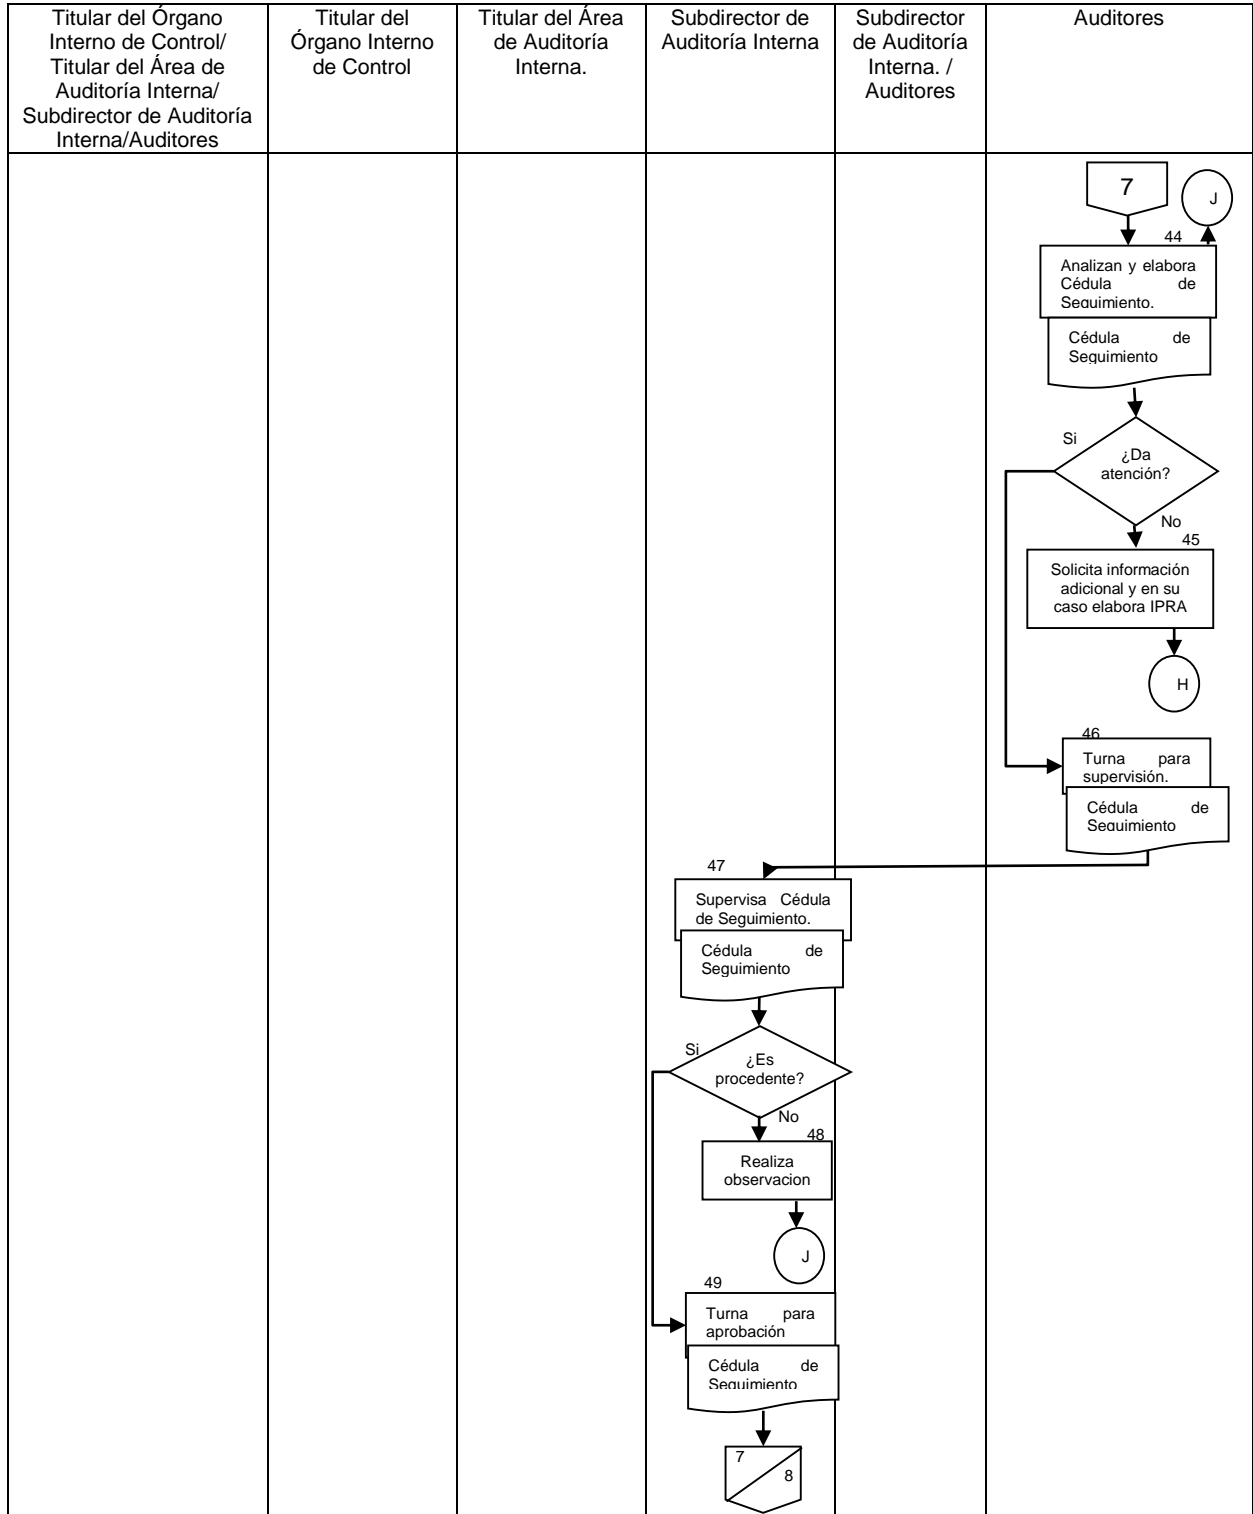 Titular del Órgano
Interno de Control/
Titular del Área de
Auditoría Interna/
Subdirector de Auditoría
Interna/Auditores
Titular del
Órgano Interno
de Control
Titular del Área
de Auditoría
Interna.
Subdirector de
Auditoría Interna
Subdirector
de Auditoría
Interna. /
Auditores
Auditores
7
J
44
Analizan y elabora
Cédula de
Seguimiento.
Cédula de
Seguimiento
Si
¿Da
atención?
No
45
Solicita información
adicional y en su
caso elabora IPRA
H
46
Turna para
supervisión.
Cédula de
Seguimiento
47
Supervisa Cédula
de Seguimiento.
Cédula de
Seguimiento
Si
¿Es
procedente?
No
48
Realiza
observacion
J
49
Turna para
aprobación
Cédula de
Seguimiento
7
8